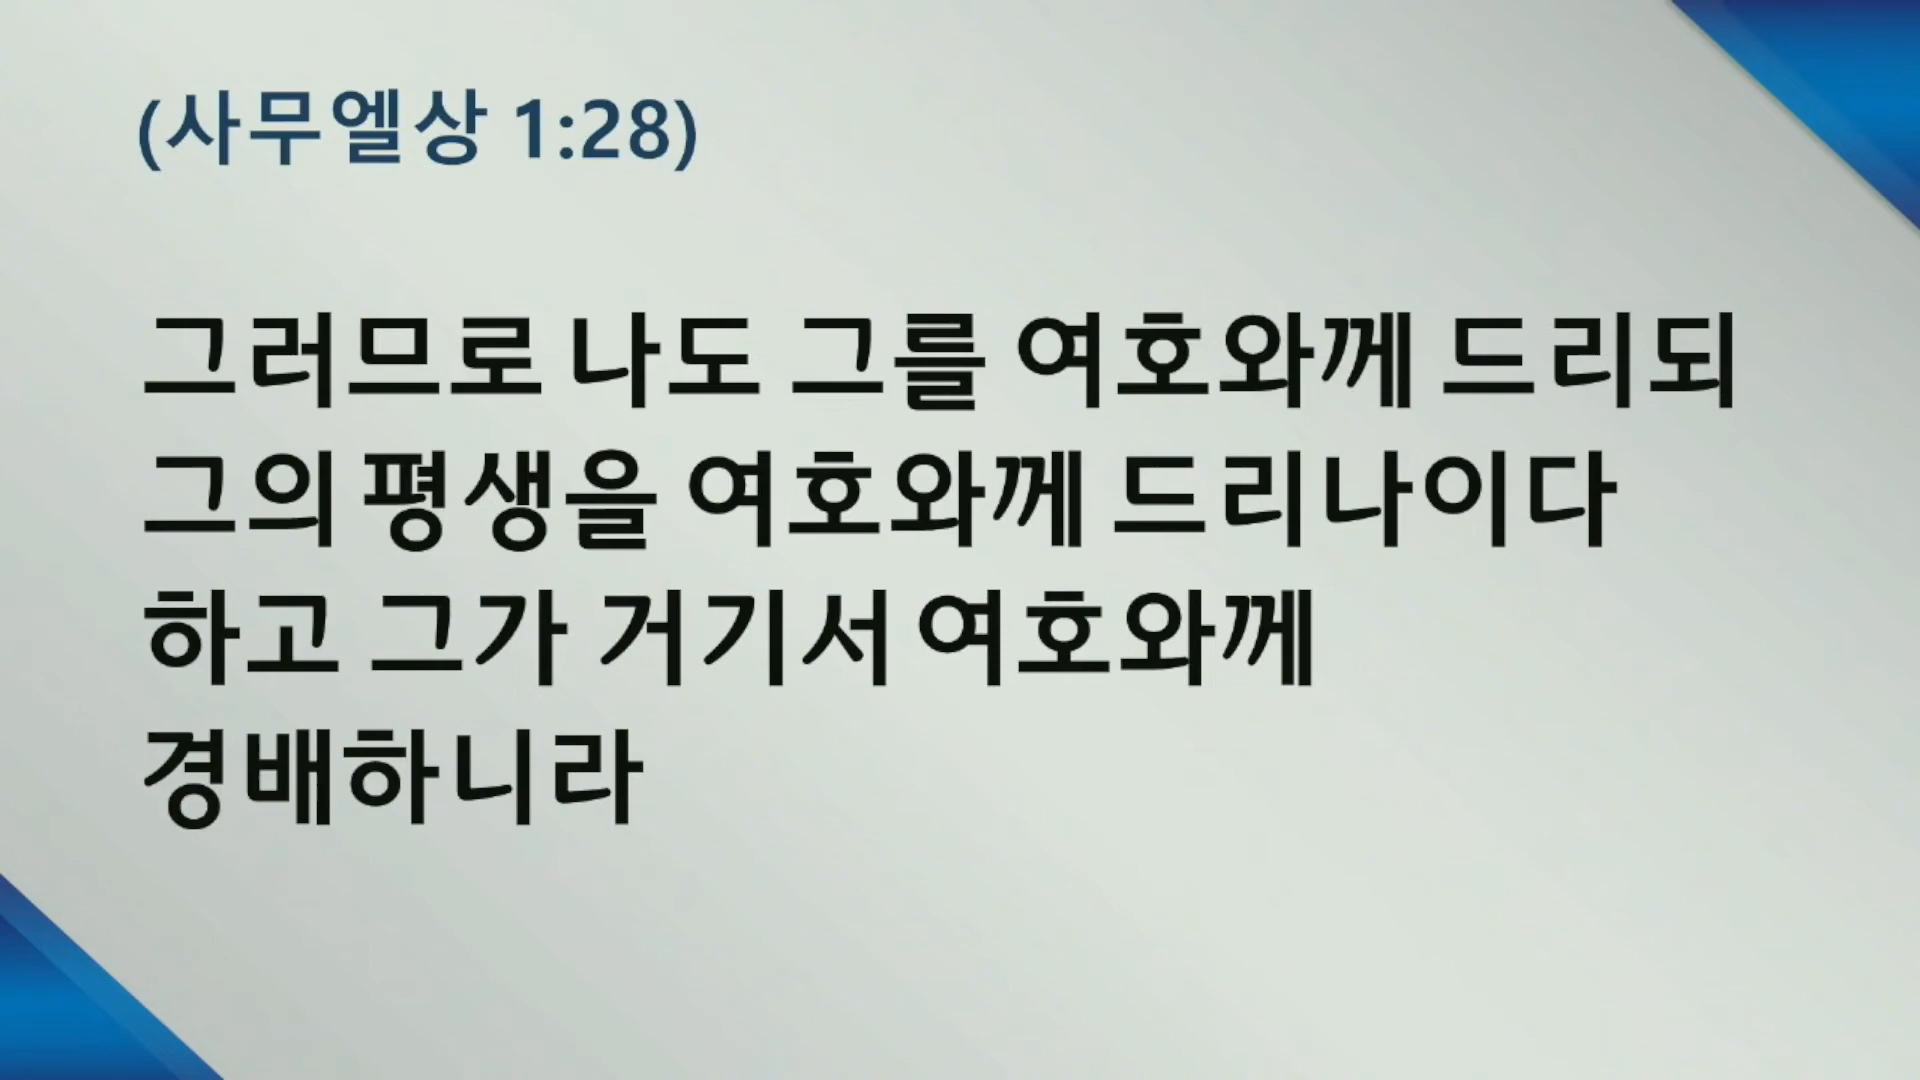 (사무엘상 1:28)
그러므로 나도 그를 여호와께 드리되
그의 평생을 여호와께 드리나이다
하고 그가 거기서 여호와께
경배하니라